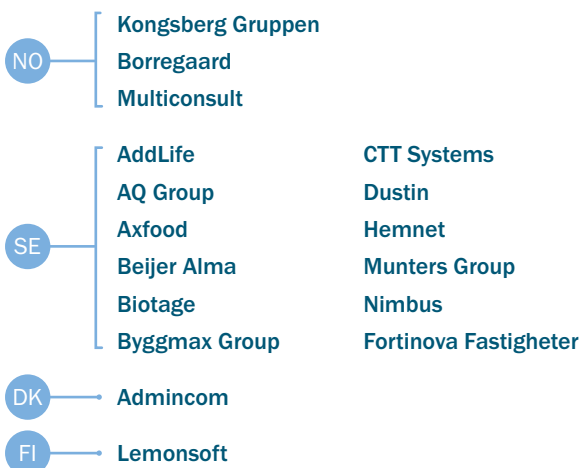 NO
Kongsberg Gruppen
Borregaard
Multiconsult
SE
AddLife
AQ Group
Axfood
Beijer Alma
Biotage
Byggmax Group
CTT Systems
Dustin
Hemnet
Munters Group
Nimbus
Fortinova Fastigheter
DK
Admincom
FI
Lemonsoft